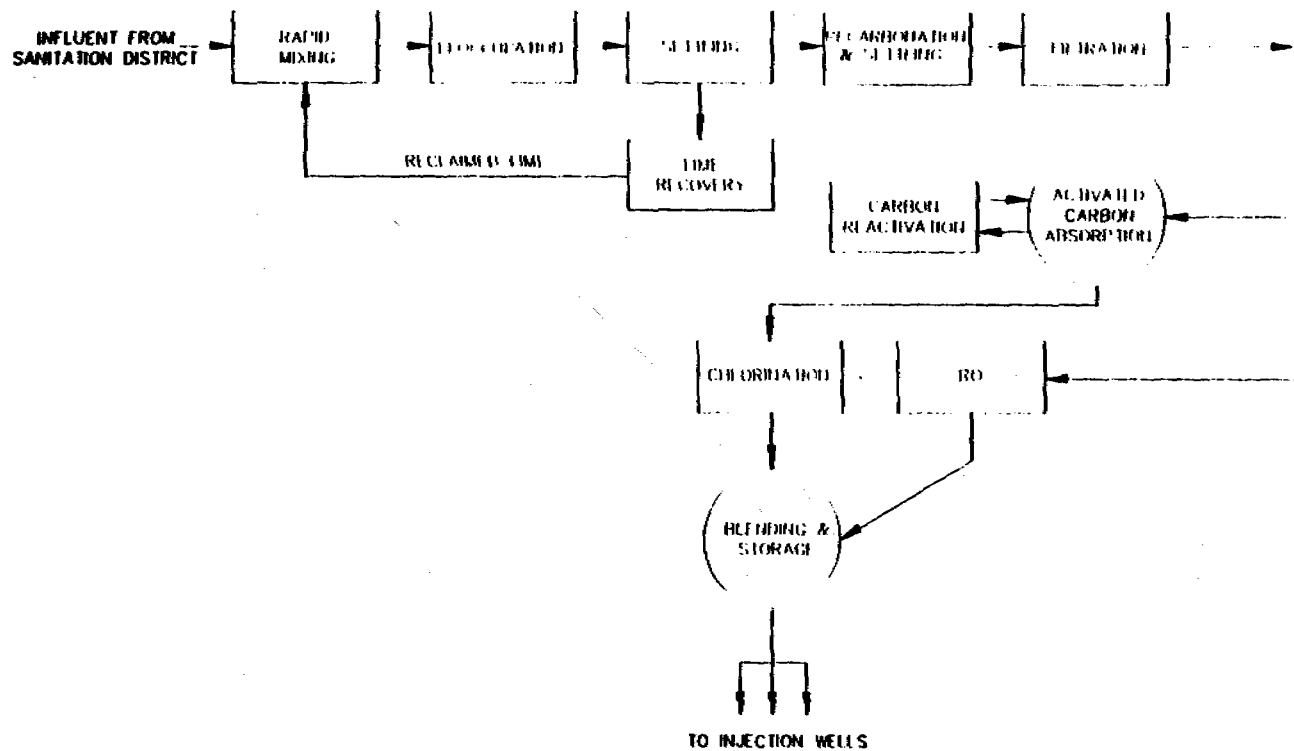 INFLUENT FROM
SANITATION DISTRICT
RAPID
MIXING
FLOCCULATION
SETTLING
RECARBONATION
& SETTLING
FILTRATION
RECLAIMED LIME
LIME
RECOVERY
CARBON
REACTIVATION
ACTIVATED
CARBON
ABSORPTION
CHLORINATION
RO
BLENDING &
STORAGE
TO INJECTION WELLS